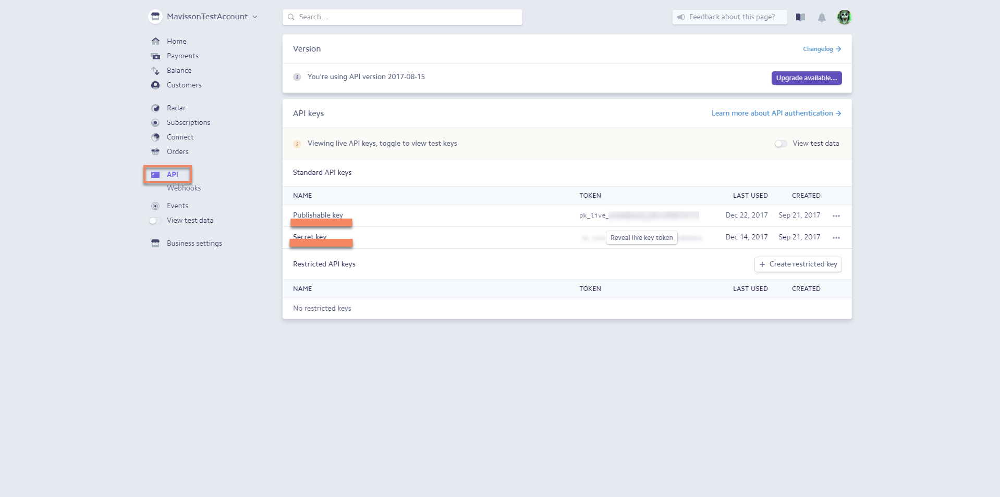 MavissonTestAccount
Search...
Feedback about this page?
Home
Payments
Balance
Customers
Radar
Subscriptions
Connect
Orders
API
Webhooks
Events
View test data
Business settings
Version
Changelog →
You're using API version 2017-08-15
Upgrade available...
API keys
Learn more about API authentication →
Viewing live API keys, toggle to view test keys
View test data
Standard API keys
NAME TOKEN LAST USED CREATED
Publishable key pk_live_ Dec 22, 2017 Sep 21, 2017
Secret key Reveal live key token Dec 14, 2017 Sep 21, 2017
Restricted API keys
+ Create restricted key
NAME TOKEN LAST USED CREATED
No restricted keys